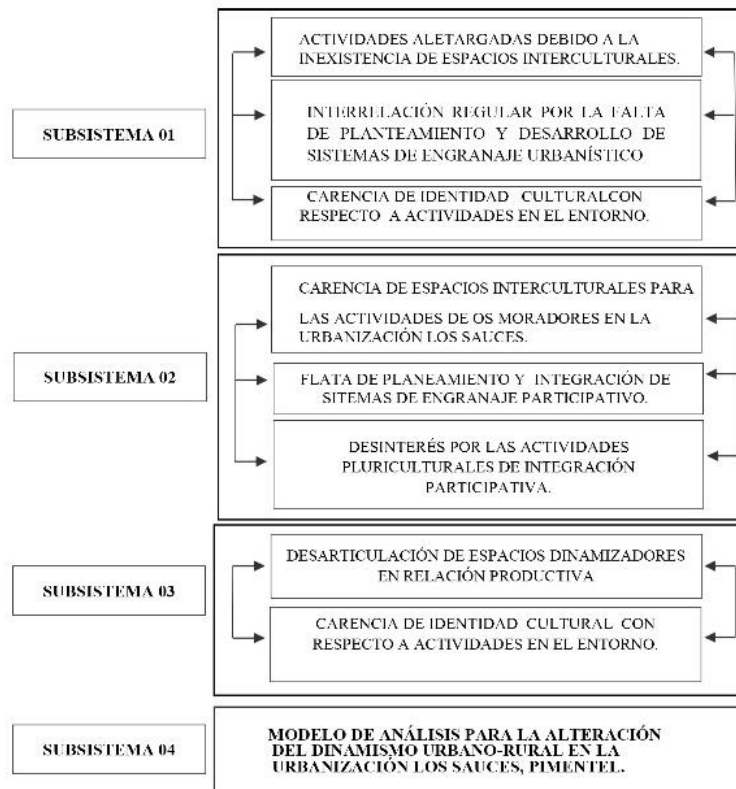 ACTIVIDADES ALETARGADAS DEBIDO A LA
INEXISTENCIA DE ESPACIOS INTERCULTURALES.
SUBSISTEMA 01
INTERRELACIÓN REGULAR POR LA FALTA
DE PLANTEAMIENTO Y DESARROLLO DE
SISTEMAS DE ENGRANAJE URBANÍSTICO
CARENCIA DE IDENTIDAD CULTURALCON
RESPECTO A ACTIVIDADES EN EL ENTORNO.
CARENCIA DE ESPACIOS INTERCULTURALES PARA
LAS ACTIVIDADES DE OS MORADORES EN LA
URBANIZACIÓN LOS SAUCES.
SUBSISTEMA 02
FLATA DE PLANEAMIENTO Y INTEGRACIÓN DE
SITEMAS DE ENGRANAJE PARTICIPATIVO.
DESINTERÉS POR LAS ACTIVIDADES
PLURICULTURALES DE INTEGRACIÓN
PARTICIPATIVA.
DESARTICULACIÓN DE ESPACIOS DINAMIZADORES
EN RELACIÓN PRODUCTIVA
SUBSISTEMA 03
CARENCIA DE IDENTIDAD CULTURAL CON
RESPECTO A ACTIVIDADES EN EL ENTORNO.
SUBSISTEMA 04
MODELO DE ANÁLISIS PARA LA ALTERACIÓN
DEL DINAMISMO URBANO-RURAL EN LA
URBANIZACIÓN LOS SAUCES, PIMENTEL.